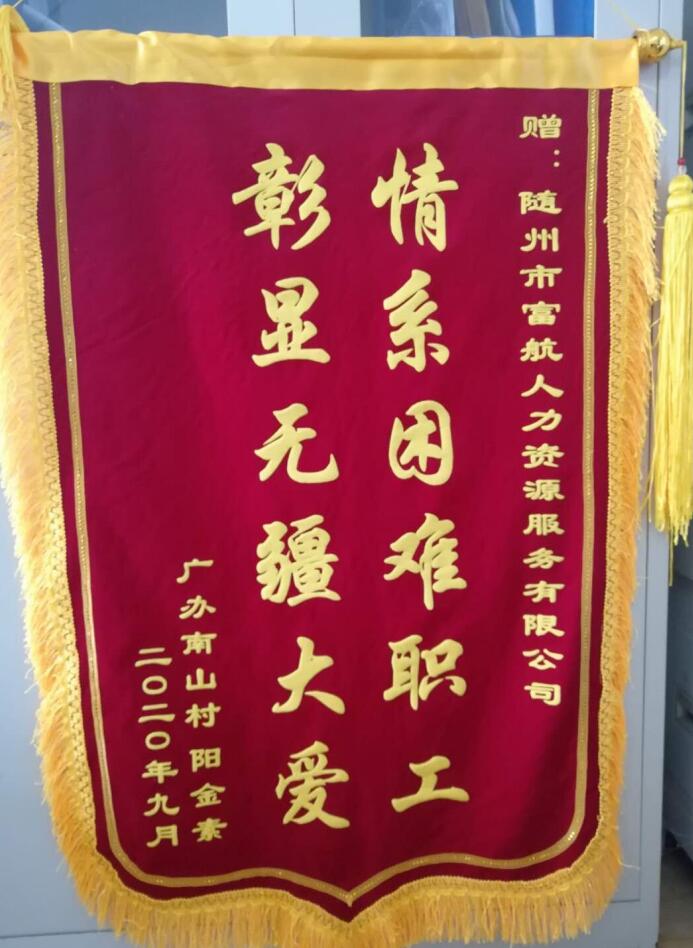 赠：随州市富航人力资源服务有限公司
情系困难职工
彰显无疆大爱
广办南山村 阳金素
二〇二〇年九月